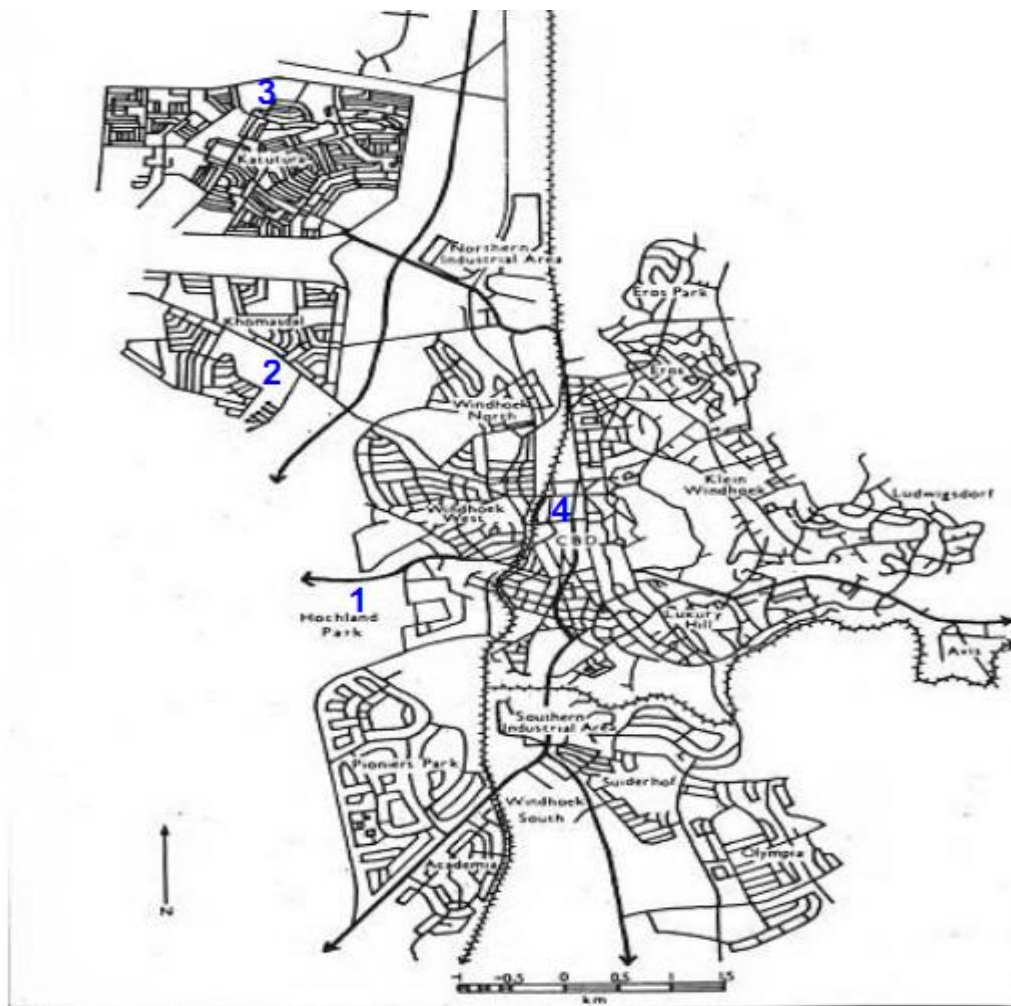 3
Katutura
Northern
Industrial Area
Eros Park
Khomasdal
2
Eros
Windhoek
North
Klein
Windhoek
Ludwigsdorf
4
Windhoek
West
CBD
1
Hochland
Park
Luxury
Hill
Avis
Southern
Industrial Area
Pioniers Park
Suiderhof
Windhoek
South
Academia
Olympia
N
1 0.5 0 0.5 1 1.5
km